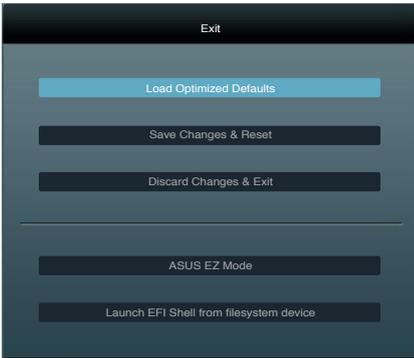 Exit
Load Optimized Defaults
Save Changes & Reset
Discard Changes & Exit
ASUS EZ Mode
Launch EFI Shell from filesystem device